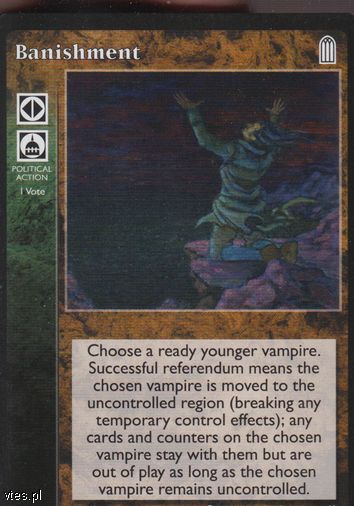 Banishment
POLITICAL
ACTION
1 Vote
Choose a ready younger vampire.
Successful referendum means the
chosen vampire is moved to the
uncontrolled region (breaking any
temporary control effects); any
cards and counters on the chosen
vampire stay with them but are
out of play as long as the chosen
vampire remains uncontrolled.
vtes.pl